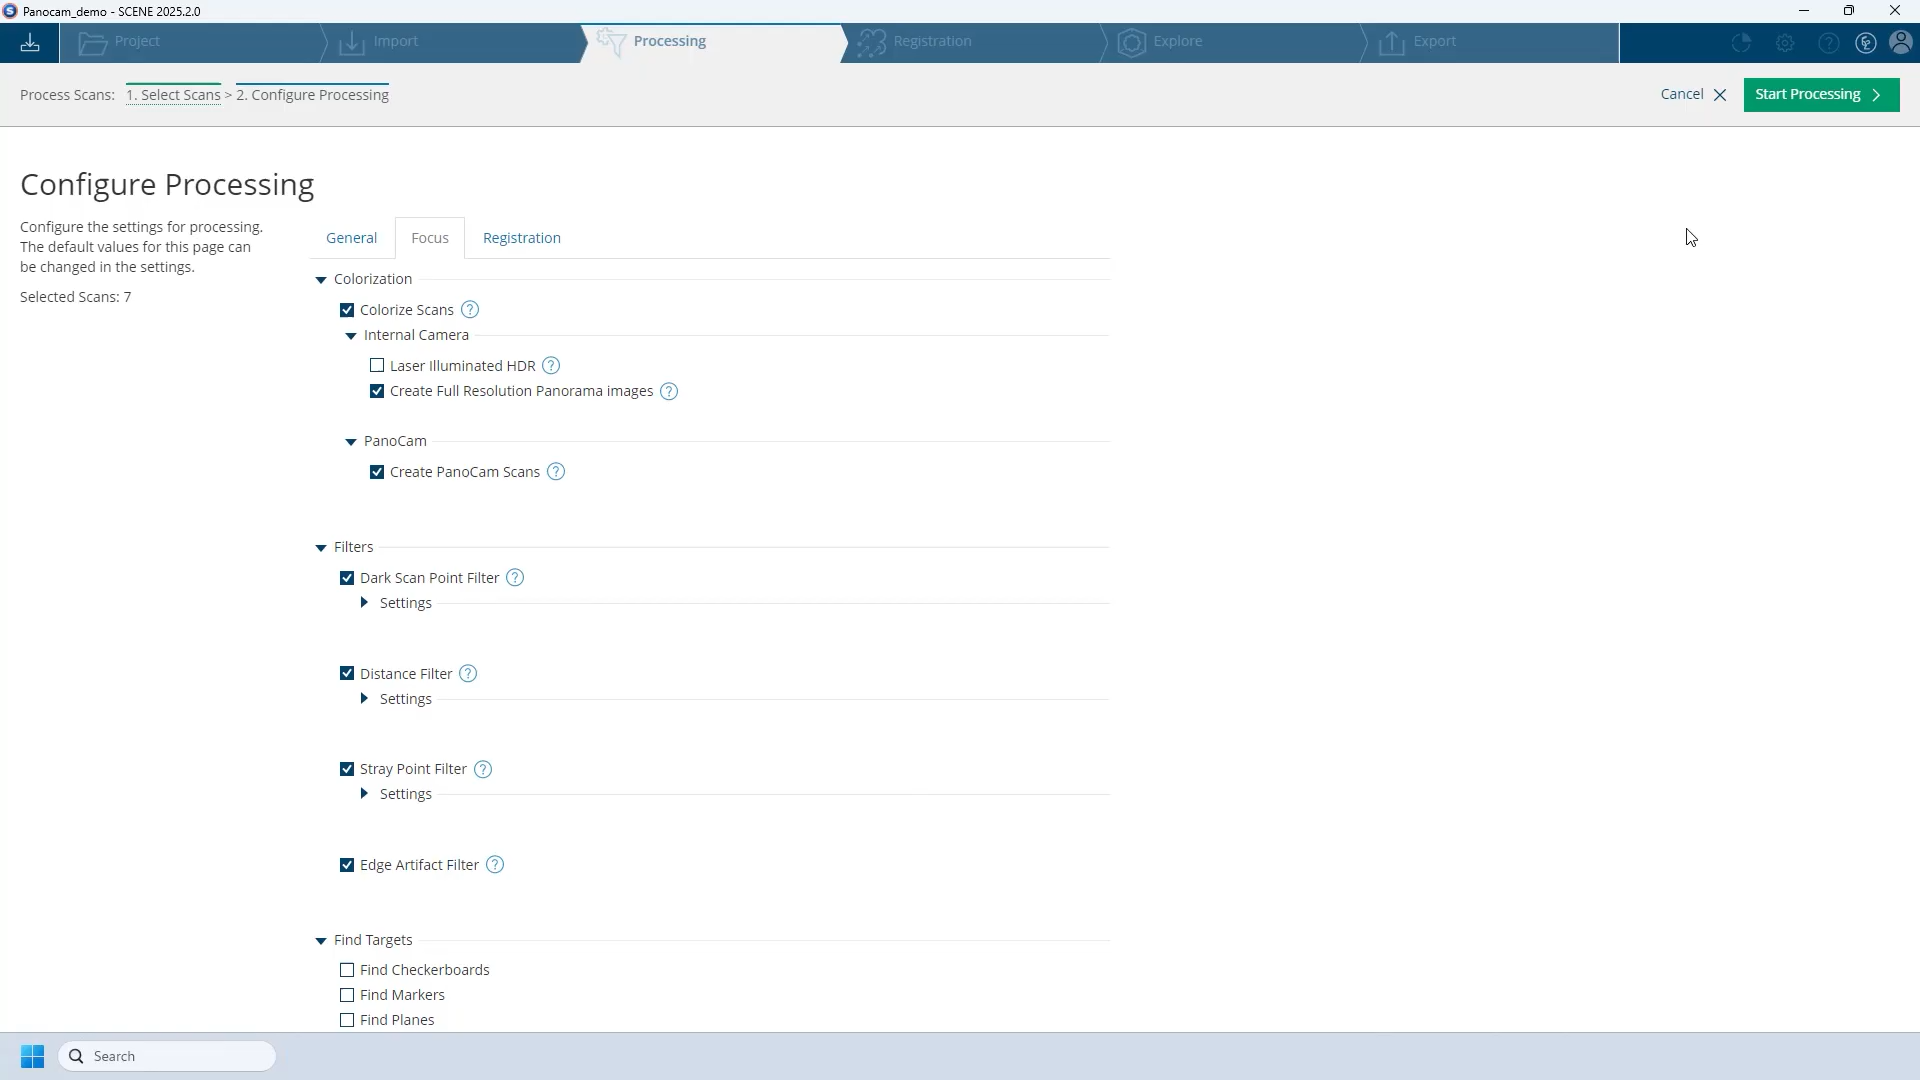 Panocam_demo - SCENE 2025.2.0
Project
Import
Processing
Registration
Explore
Export
Process Scans: 1. Select Scans > 2. Configure Processing
Cancel
Start Processing
Configure Processing
Configure the settings for processing.
The default values for this page can
be changed in the settings.
Selected Scans: 7
General
Focus
Registration
Colorization
Colorize Scans ?
Internal Camera
Laser Illuminated HDR ?
Create Full Resolution Panorama images ?
PanoCam
Create PanoCam Scans ?
Filters
Dark Scan Point Filter ?
Settings
Distance Filter ?
Settings
Stray Point Filter ?
Settings
Edge Artifact Filter ?
Find Targets
Find Checkerboards
Find Markers
Find Planes
Search